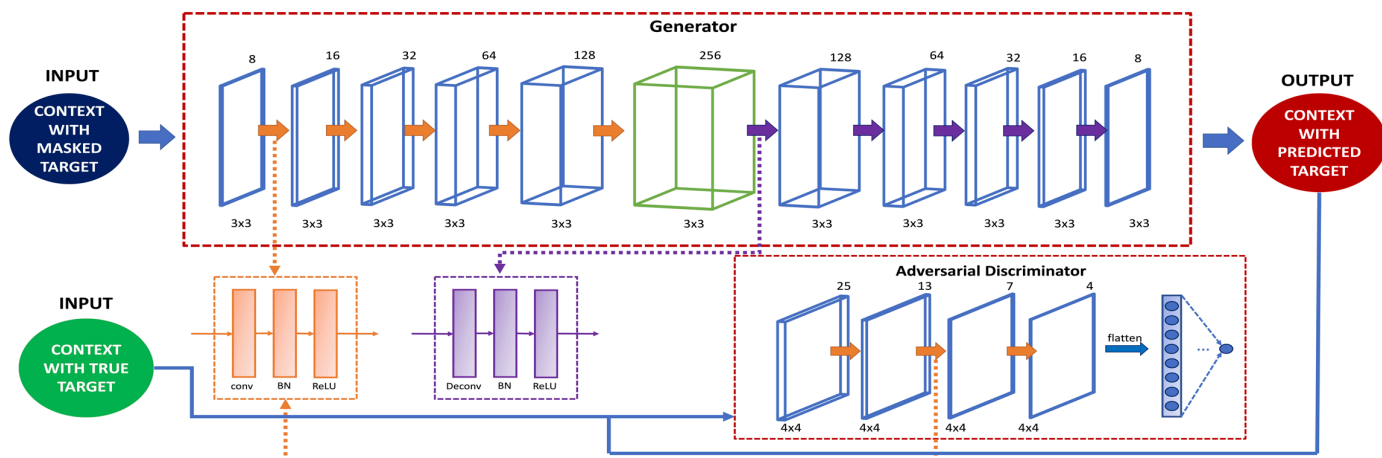 Generator
8 16 32 64 128 256 128 64 32 16 8
INPUT
CONTEXT
WITH
MASKED
TARGET
OUTPUT
CONTEXT
WITH
PREDICTED
TARGET
3x3 3x3 3x3 3x3 3x3 3x3 3x3 3x3 3x3 3x3 3x3
INPUT
CONTEXT
WITH TRUE
TARGET
conv BN ReLU
Deconv BN ReLU
Adversarial Discriminator
25 13 7 4
flatten
...
4x4 4x4 4x4 4x4